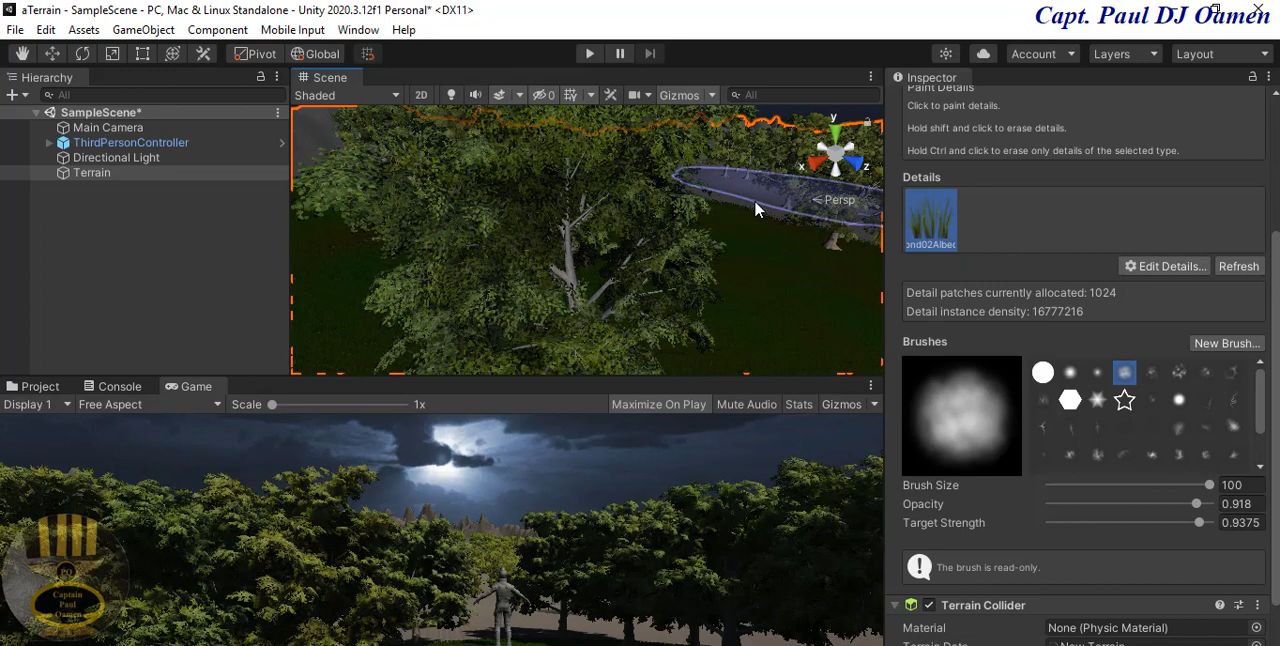 aTerrain - SampleScene - PC, Mac & Linux Standalone - Unity 2020.3.12f1 Personal* <DX11>
Capt. Paul DJ Oamen
File Edit Assets GameObject Component Mobile Input Window Help
Pivot Global Account Layers Layout
Hierarchy Scene Inspector
All
Shaded 2D 0 Gizmos All
SampleScene*
Main Camera
ThirdPersonController
Directional Light
Terrain
y
x z
Persp
Paint Details
Click to paint details.
Hold shift and click to erase details.
Hold Ctrl and click to erase only details of the selected type.
Details
ond02Albec
Edit Details... Refresh
Detail patches currently allocated: 1024
Detail instance density: 16777216
Brushes New Brush...
Brush Size 100
Opacity 0.918
Target Strength 0.9375
The brush is read-only.
Terrain Collider
Material None (Physic Material)
Project Console Game
Display 1 Free Aspect Scale 1x Maximize On Play Mute Audio Stats Gizmos
PO
Captain
Paul
Oamen